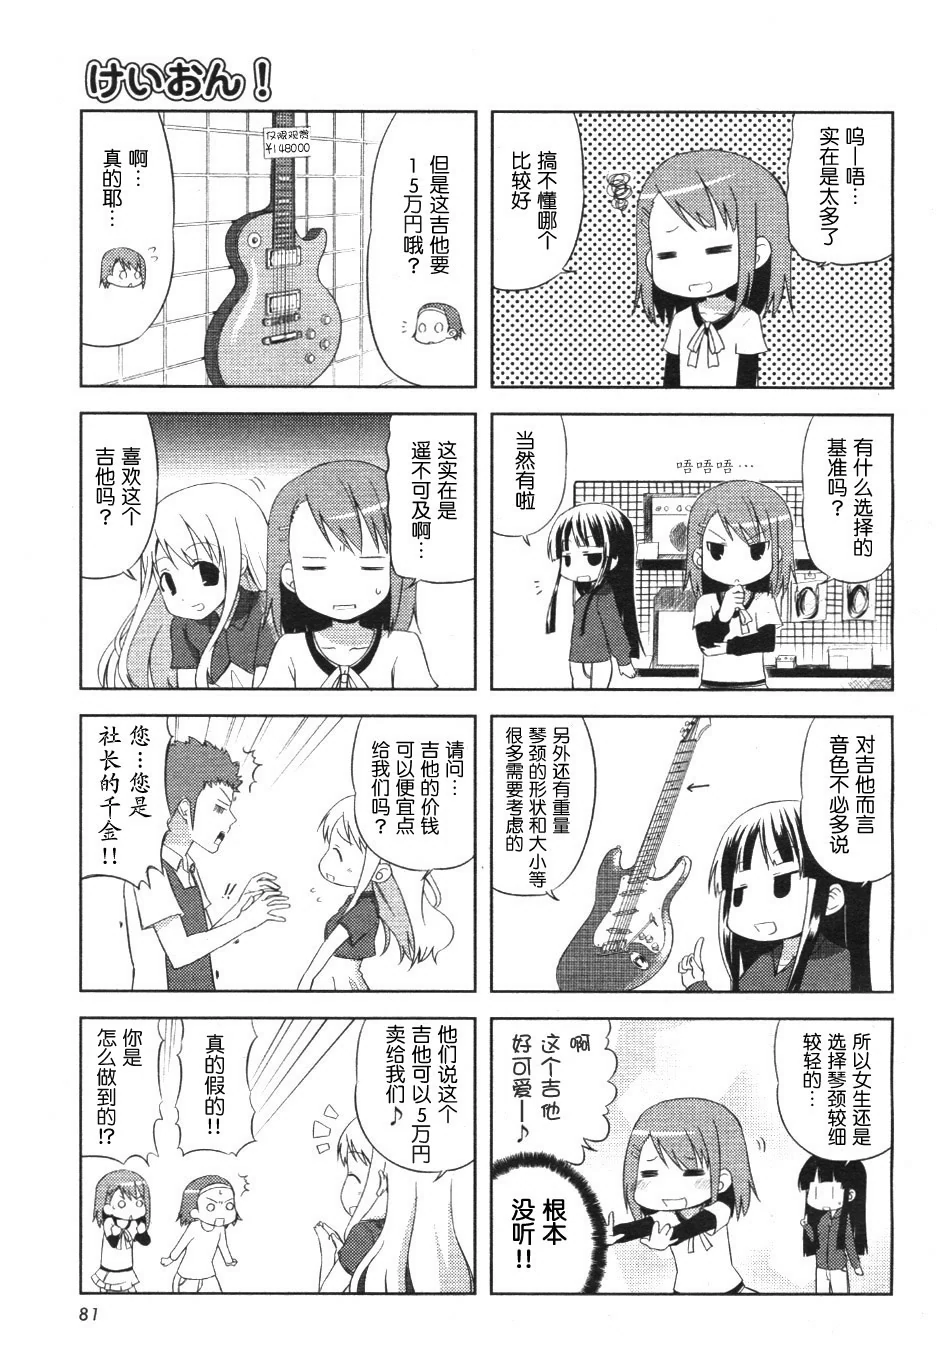 けいおん！
呜—唔…
实在是太多了
搞不懂哪个
比较好
有什么选择的
基准吗？
唔唔唔…
当然有啦
对吉他而言
音色不必多说
另外还有重量
琴颈的形状和大小等
很多需要考虑的
所以女生还是
选择琴颈较细
较轻的…
啊
这个吉他
好可爱—♪
根本
没听!!
但是这吉他要
15万円哦？
仅限观赏
¥148000
啊…
真的耶…
这实在是
遥不可及啊…
喜欢这个
吉他吗？
请问…
吉他的价钱
可以便宜点
给我们吗？
!!
您…您是
社长的千金!!
他们说这个
吉他可以5万円
卖给我们♪
真的假的!!
你是
怎么做到的!?
81